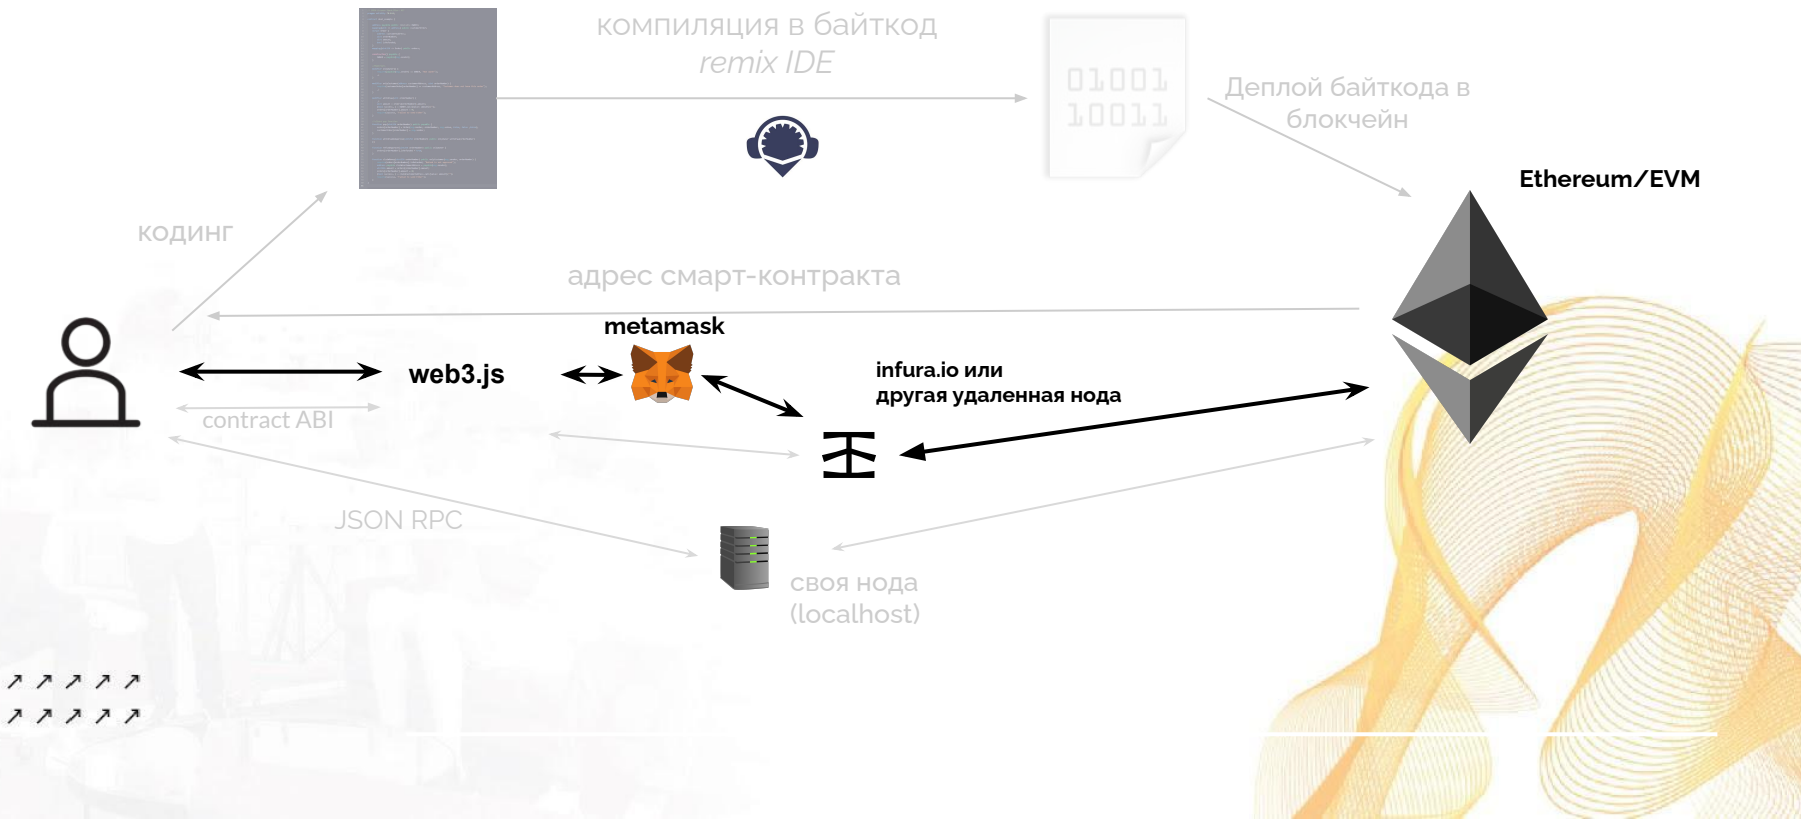 компиляция в байткод
remix IDE
01001
10011
Деплой байткода в
блокчейн
Ethereum/EVM
кодинг
адрес смарт-контракта
metamask
web3.js
infura.io или
другая удаленная нода
contract ABI
JSON RPC
своя нода
(localhost)